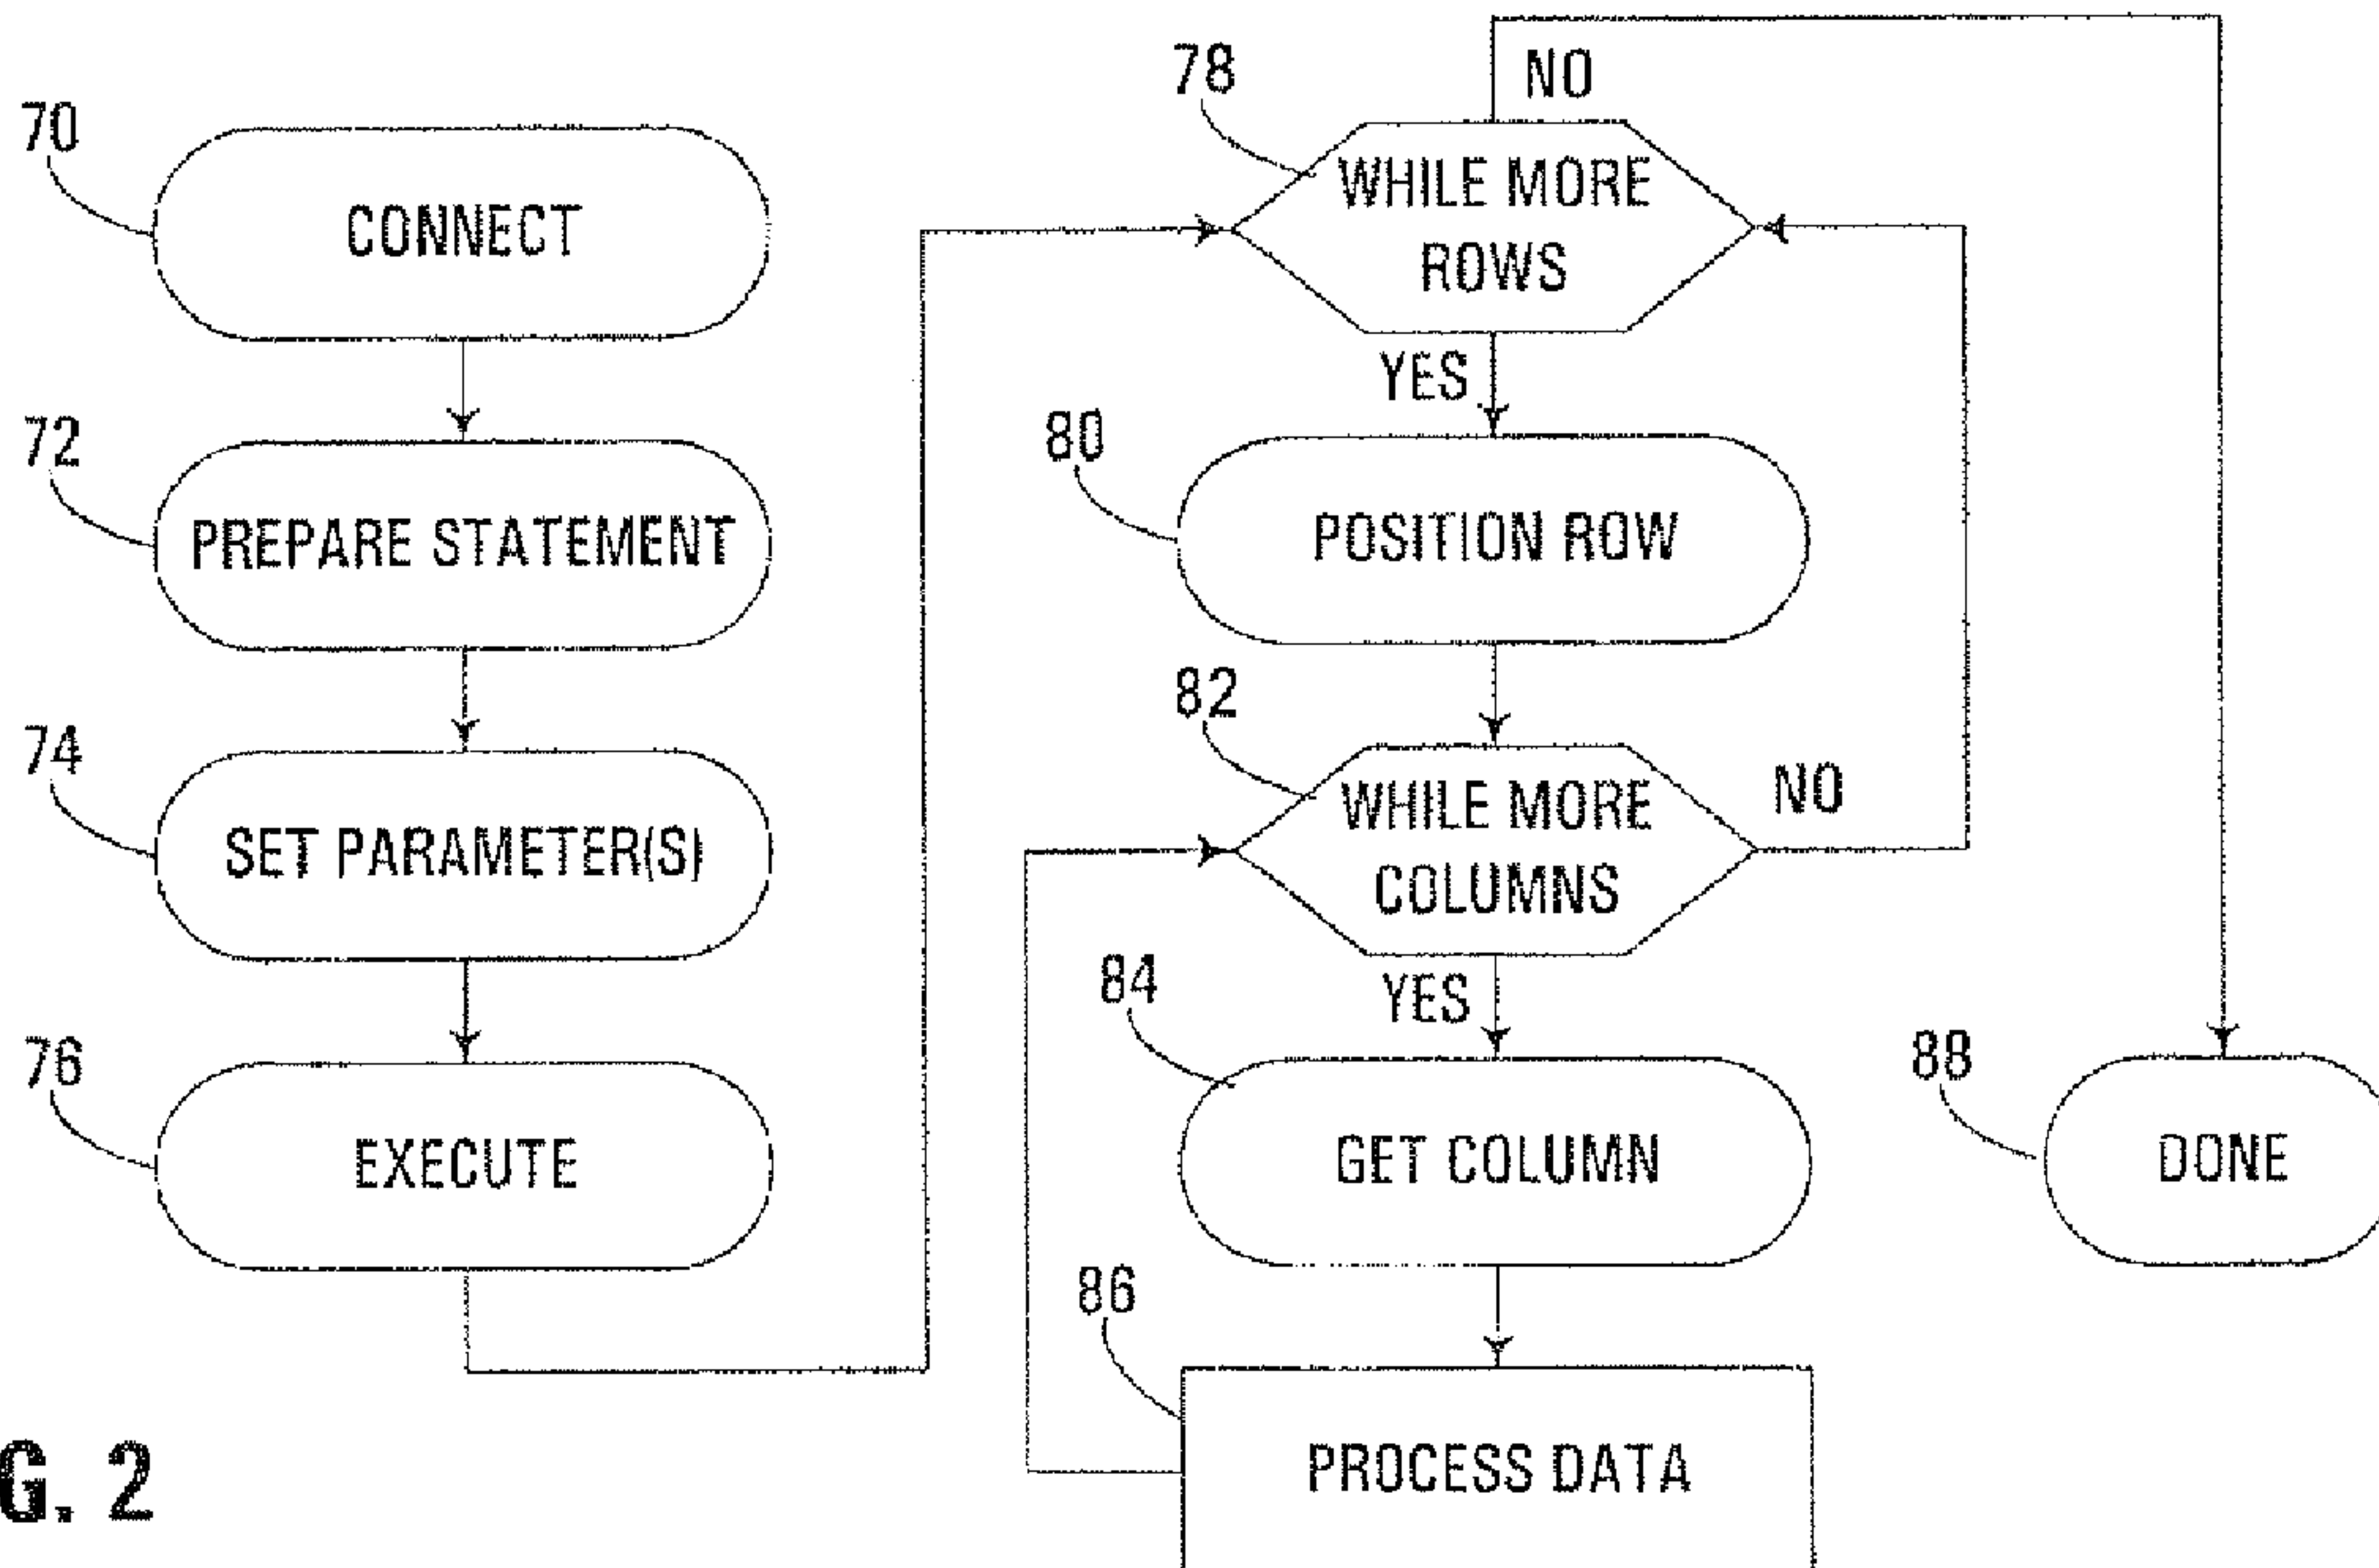 70
CONNECT
72
PREPARE STATEMENT
74
SET PARAMETER(S)
76
EXECUTE
78
NO
WHILE MORE
ROWS
YES
80
POSITION ROW
82
WHILE MORE
COLUMNS
NO
YES
84
GET COLUMN
86
PROCESS DATA
88
DONE
G. 2